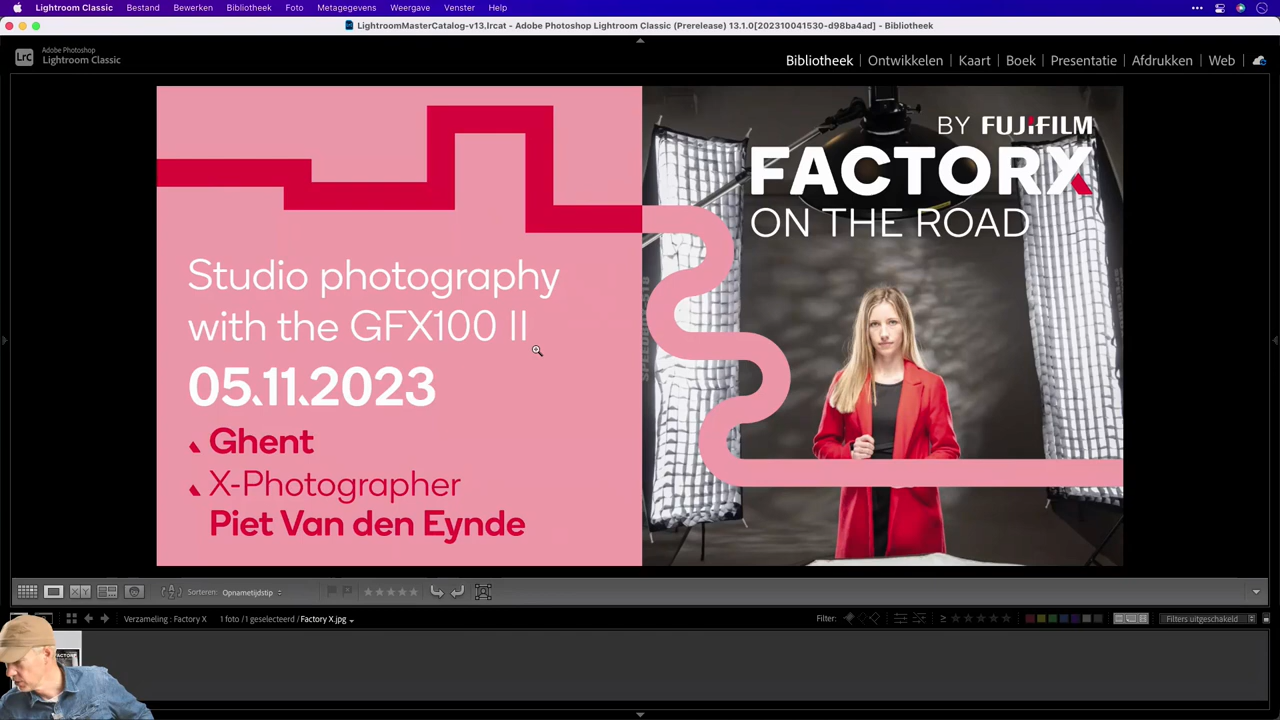 Lightroom Classic Bestand Bewerken Bibliotheek Foto Metagegevens Weergave Venster Help
LightroomMasterCatalog-v13.lrcat - Adobe Photoshop Lightroom Classic (Prerelease) 13.1.0[202310041530-d98ba4ad] - Bibliotheek
Lrc
Adobe Photoshop
Lightroom Classic
Bibliotheek | Ontwikkelen | Kaart | Boek | Presentatie | Afdrukken | Web
BY FUJIFILM
FACTORX
ON THE ROAD
Studio photography
with the GFX100 II
05.11.2023
Ghent
X-Photographer
Piet Van den Eynde
Sorteren: Opnametijdstip
Verzameling : Factory X 1 foto /1 geselecteerd /Factory X.jpg
Filter:
Filters uitgeschakeld